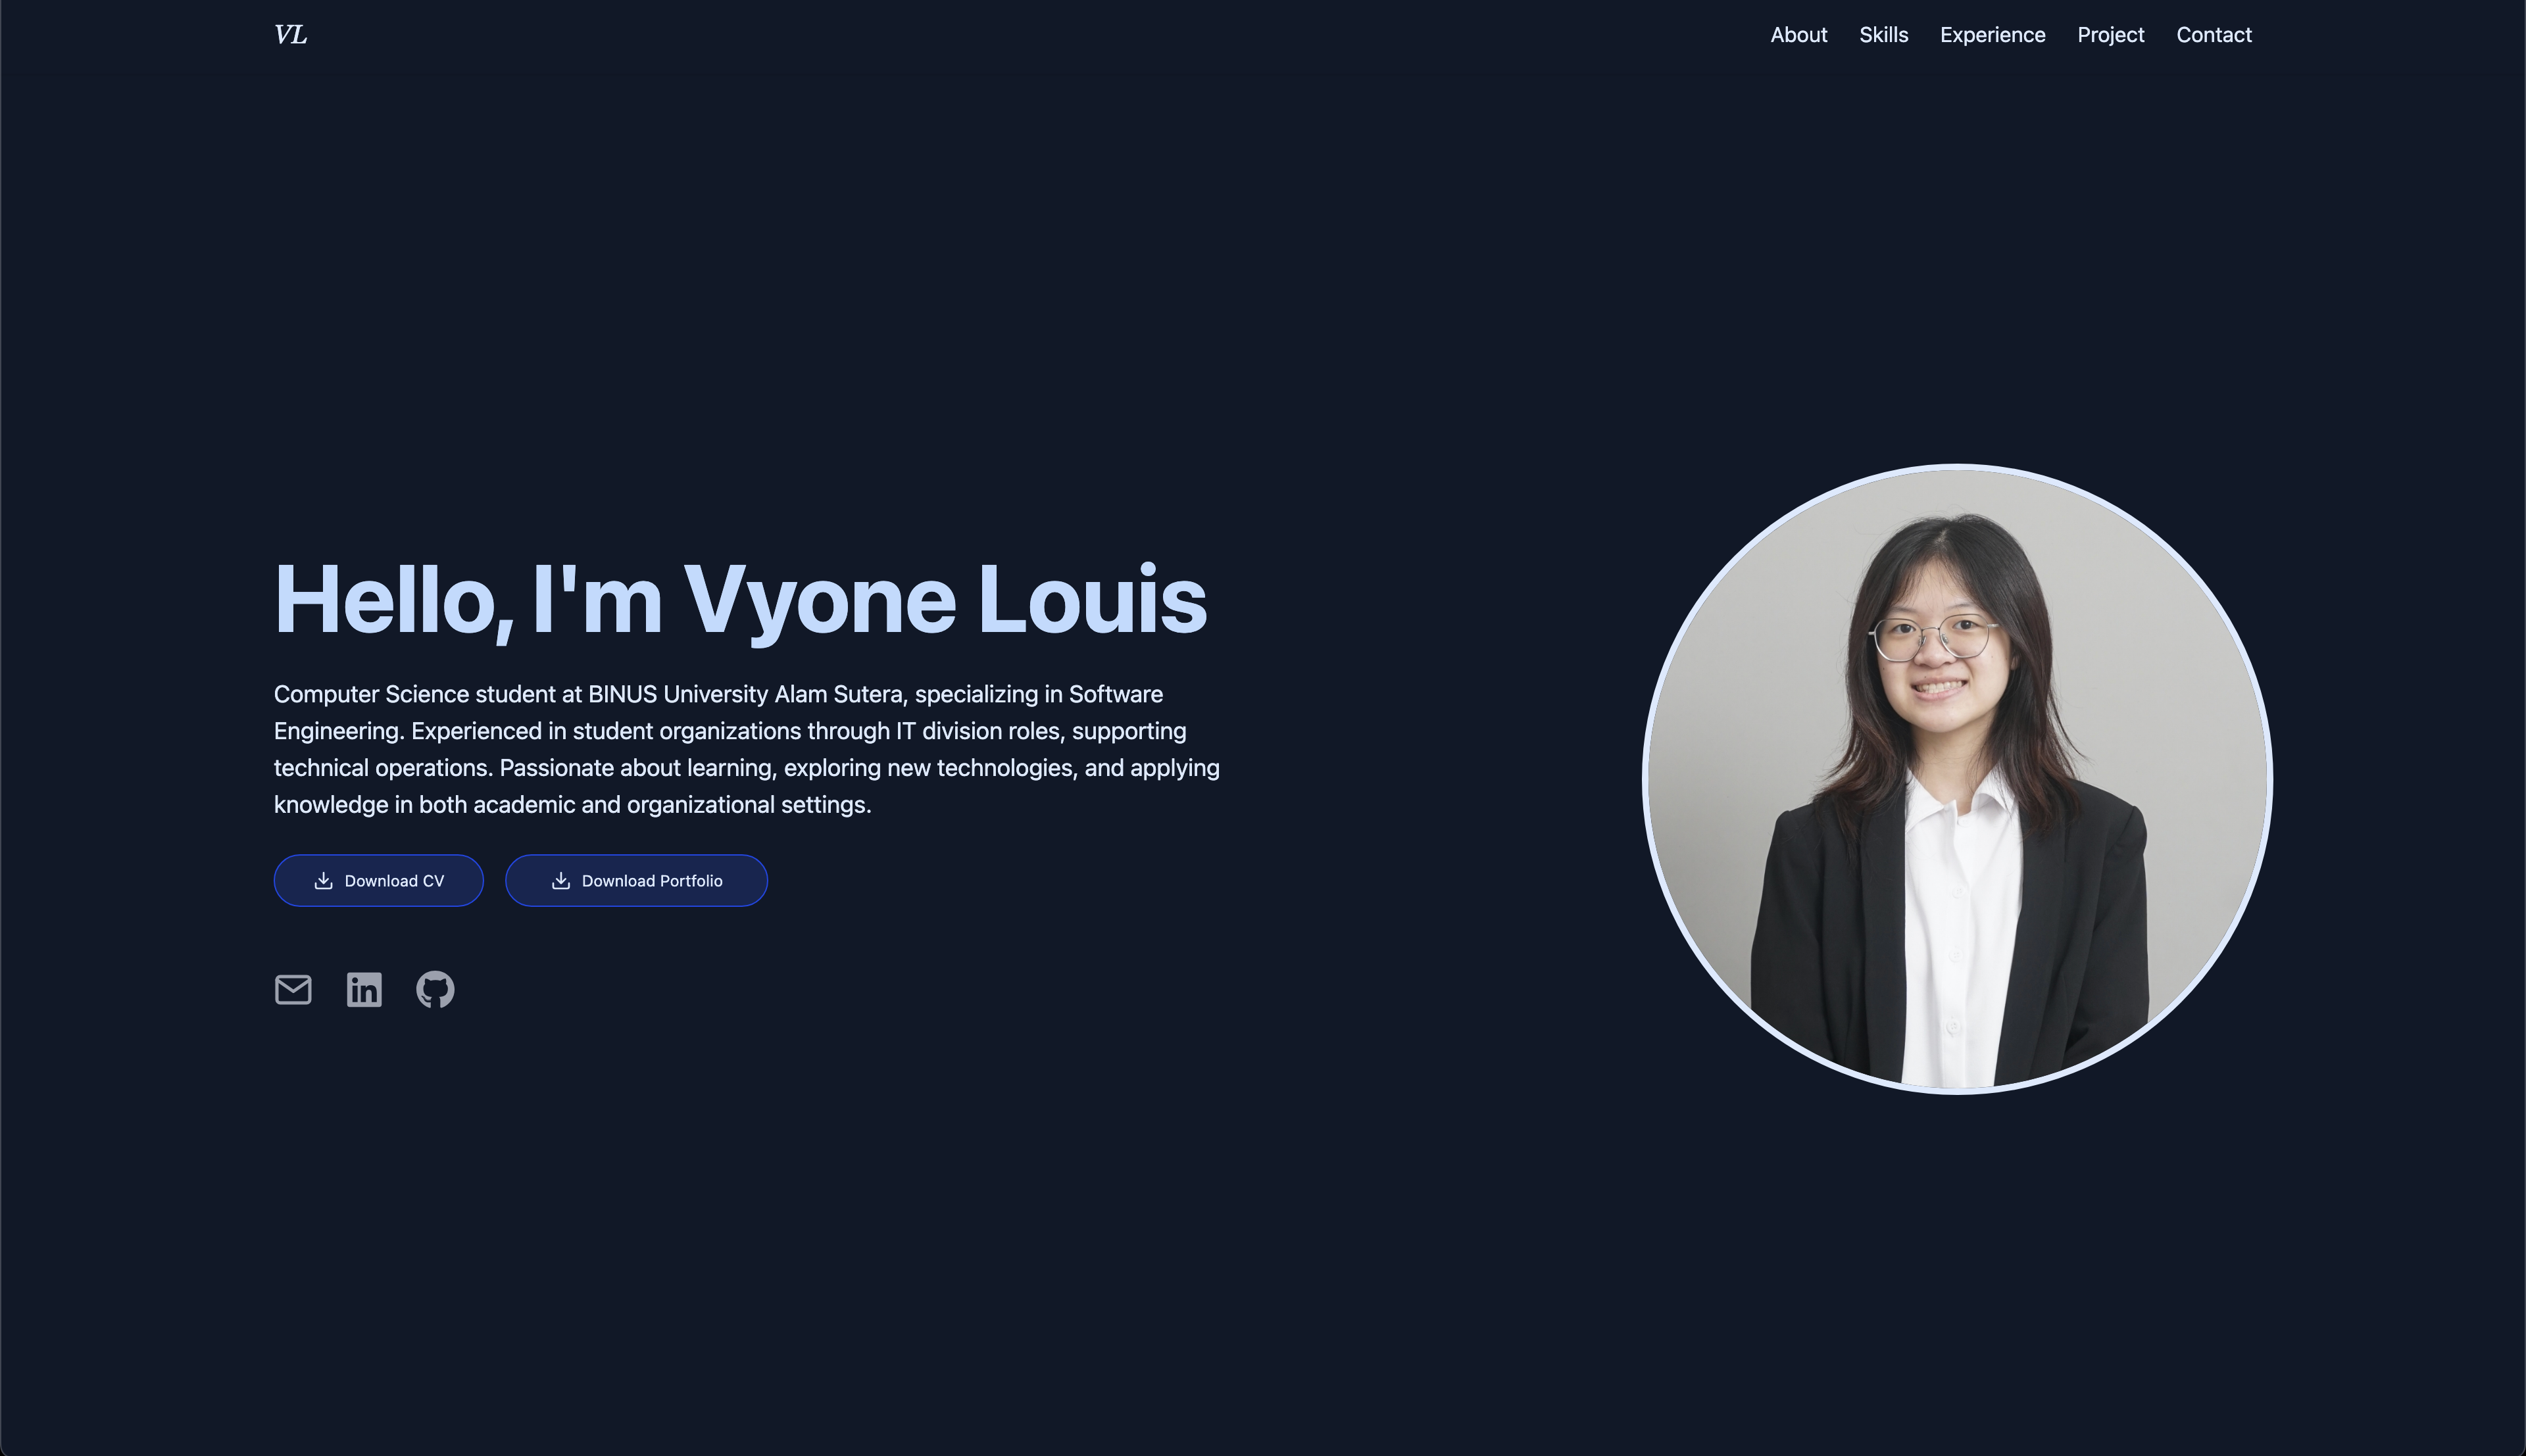 VL
About Skills Experience Project Contact
Hello, I'm Vyone Louis
Computer Science student at BINUS University Alam Sutera, specializing in Software
Engineering. Experienced in student organizations through IT division roles, supporting
technical operations. Passionate about learning, exploring new technologies, and applying
knowledge in both academic and organizational settings.
Download CV
Download Portfolio
in